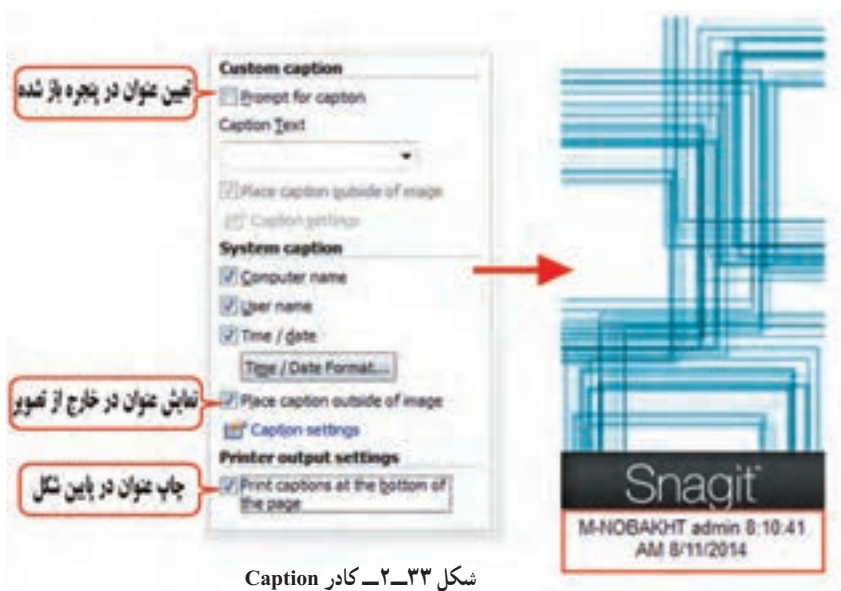 تعیین عنوان در پنجره باز شده
نمایش عنوان در خارج از تصویر
چاپ عنوان در پایین شکل
Custom caption
Prompt for caption
Caption Text
Place caption outside of image
Caption settings
System caption
Computer name
User name
Time / date
Time / Date Format...
Place caption outside of image
Caption settings
Printer output settings
Print captions at the bottom of
the page
Snagit
M-NOBAKHT admin 8:10:41
AM 8/11/2014
شکل ۳۳ــ۲ــ کادر Caption